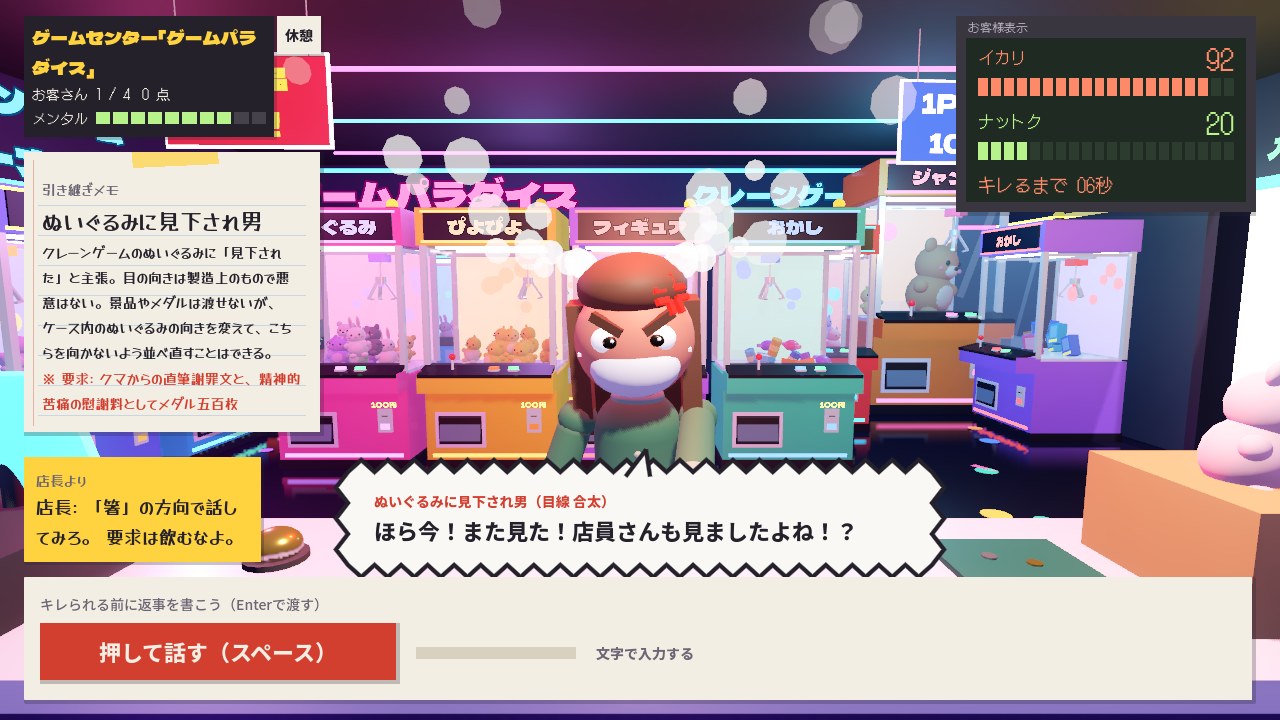 ゲームセンター「ゲームパラ
ダイス」
お客さん 1/4 0点
メンタル
休憩
お客様表示
イカリ 92
ナットク 20
キレるまで 06秒
引き継ぎメモ
ぬいぐるみに見下され男
クレーンゲームのぬいぐるみに「見下され
た」と主張。目の向きは製造上のもので悪
意はない。景品やメダルは渡せないが、
ケース内のぬいぐるみの向きを変えて、こち
らを向かないよう並べ直すことはできる。
※ 要求: クマからの直筆謝罪文と、精神的
苦痛の慰謝料としてメダル五百枚
ームパラダイス
クレーンゲー
1P
10
ジャン
ぐるみ
ぴよぴよ
フィギュア
おかし
おかし
100円
100円
100円
店長より
店長: 「箸」の方向で話し
てみろ。 要求は飲むなよ。
ぬいぐるみに見下され男（目線 合太）
ほら今！また見た！店員さんも見ましたよね！？
キレられる前に返事を書こう（Enterで渡す）
押して話す（スペース）
文字で入力する